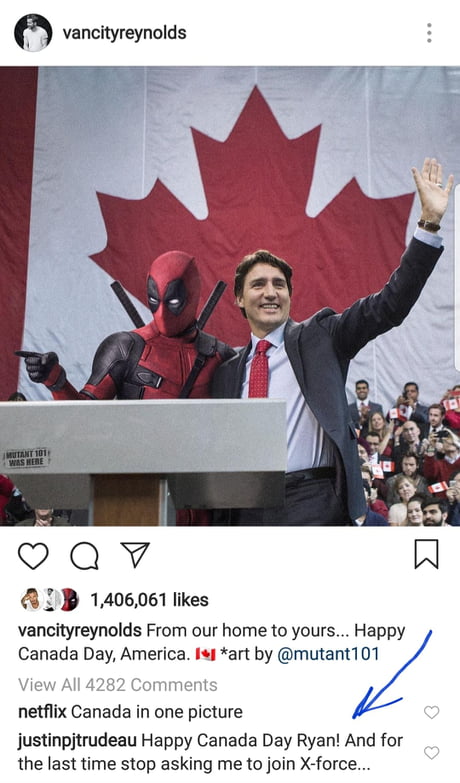 vancityreynolds
MUTANT 101
WAS HERE
1,406,061 likes
vancityreynolds From our home to yours... Happy
Canada Day, America. 🇨🇦 *art by @mutant101
View All 4282 Comments
netflix Canada in one picture
justinpjtrudeau Happy Canada Day Ryan! And for
the last time stop asking me to join X-force...